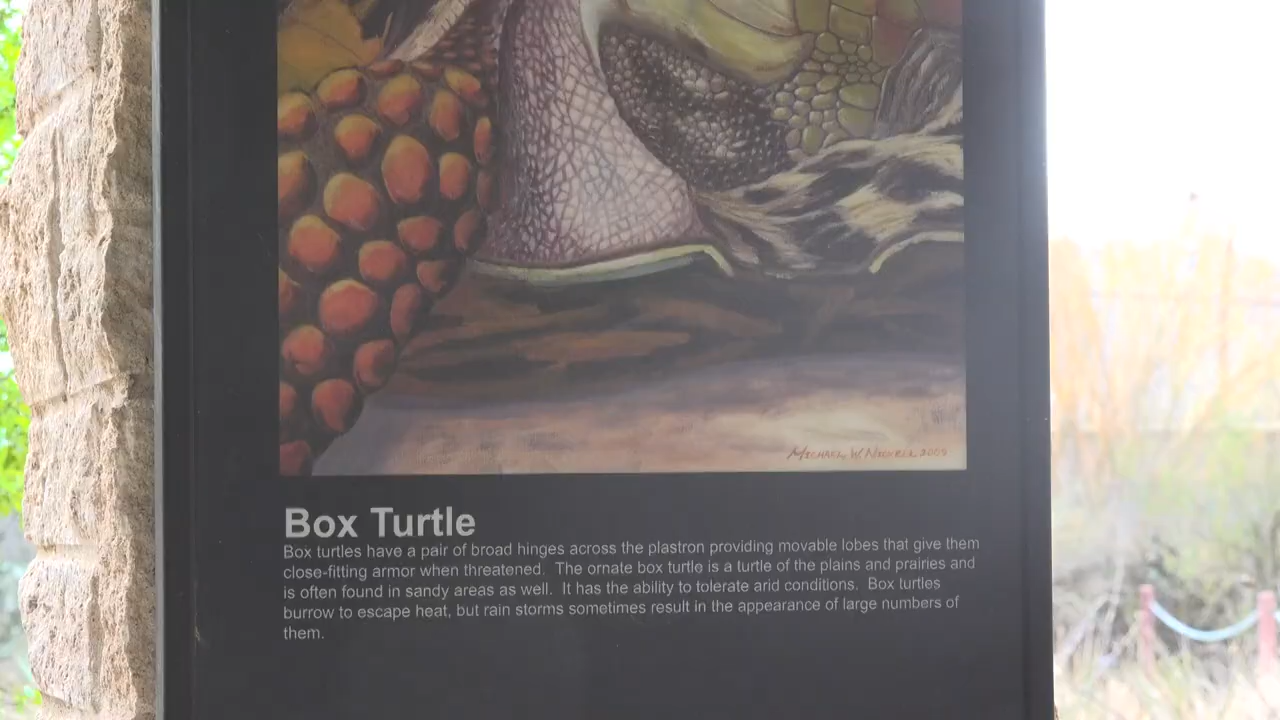 MICHAEL W. NICKREL 2009
Box Turtle
Box turtles have a pair of broad hinges across the plastron providing movable lobes that give them
close-fitting armor when threatened.  The ornate box turtle is a turtle of the plains and prairies and
is often found in sandy areas as well.  It has the ability to tolerate arid conditions.  Box turtles
burrow to escape heat, but rain storms sometimes result in the appearance of large numbers of
them.